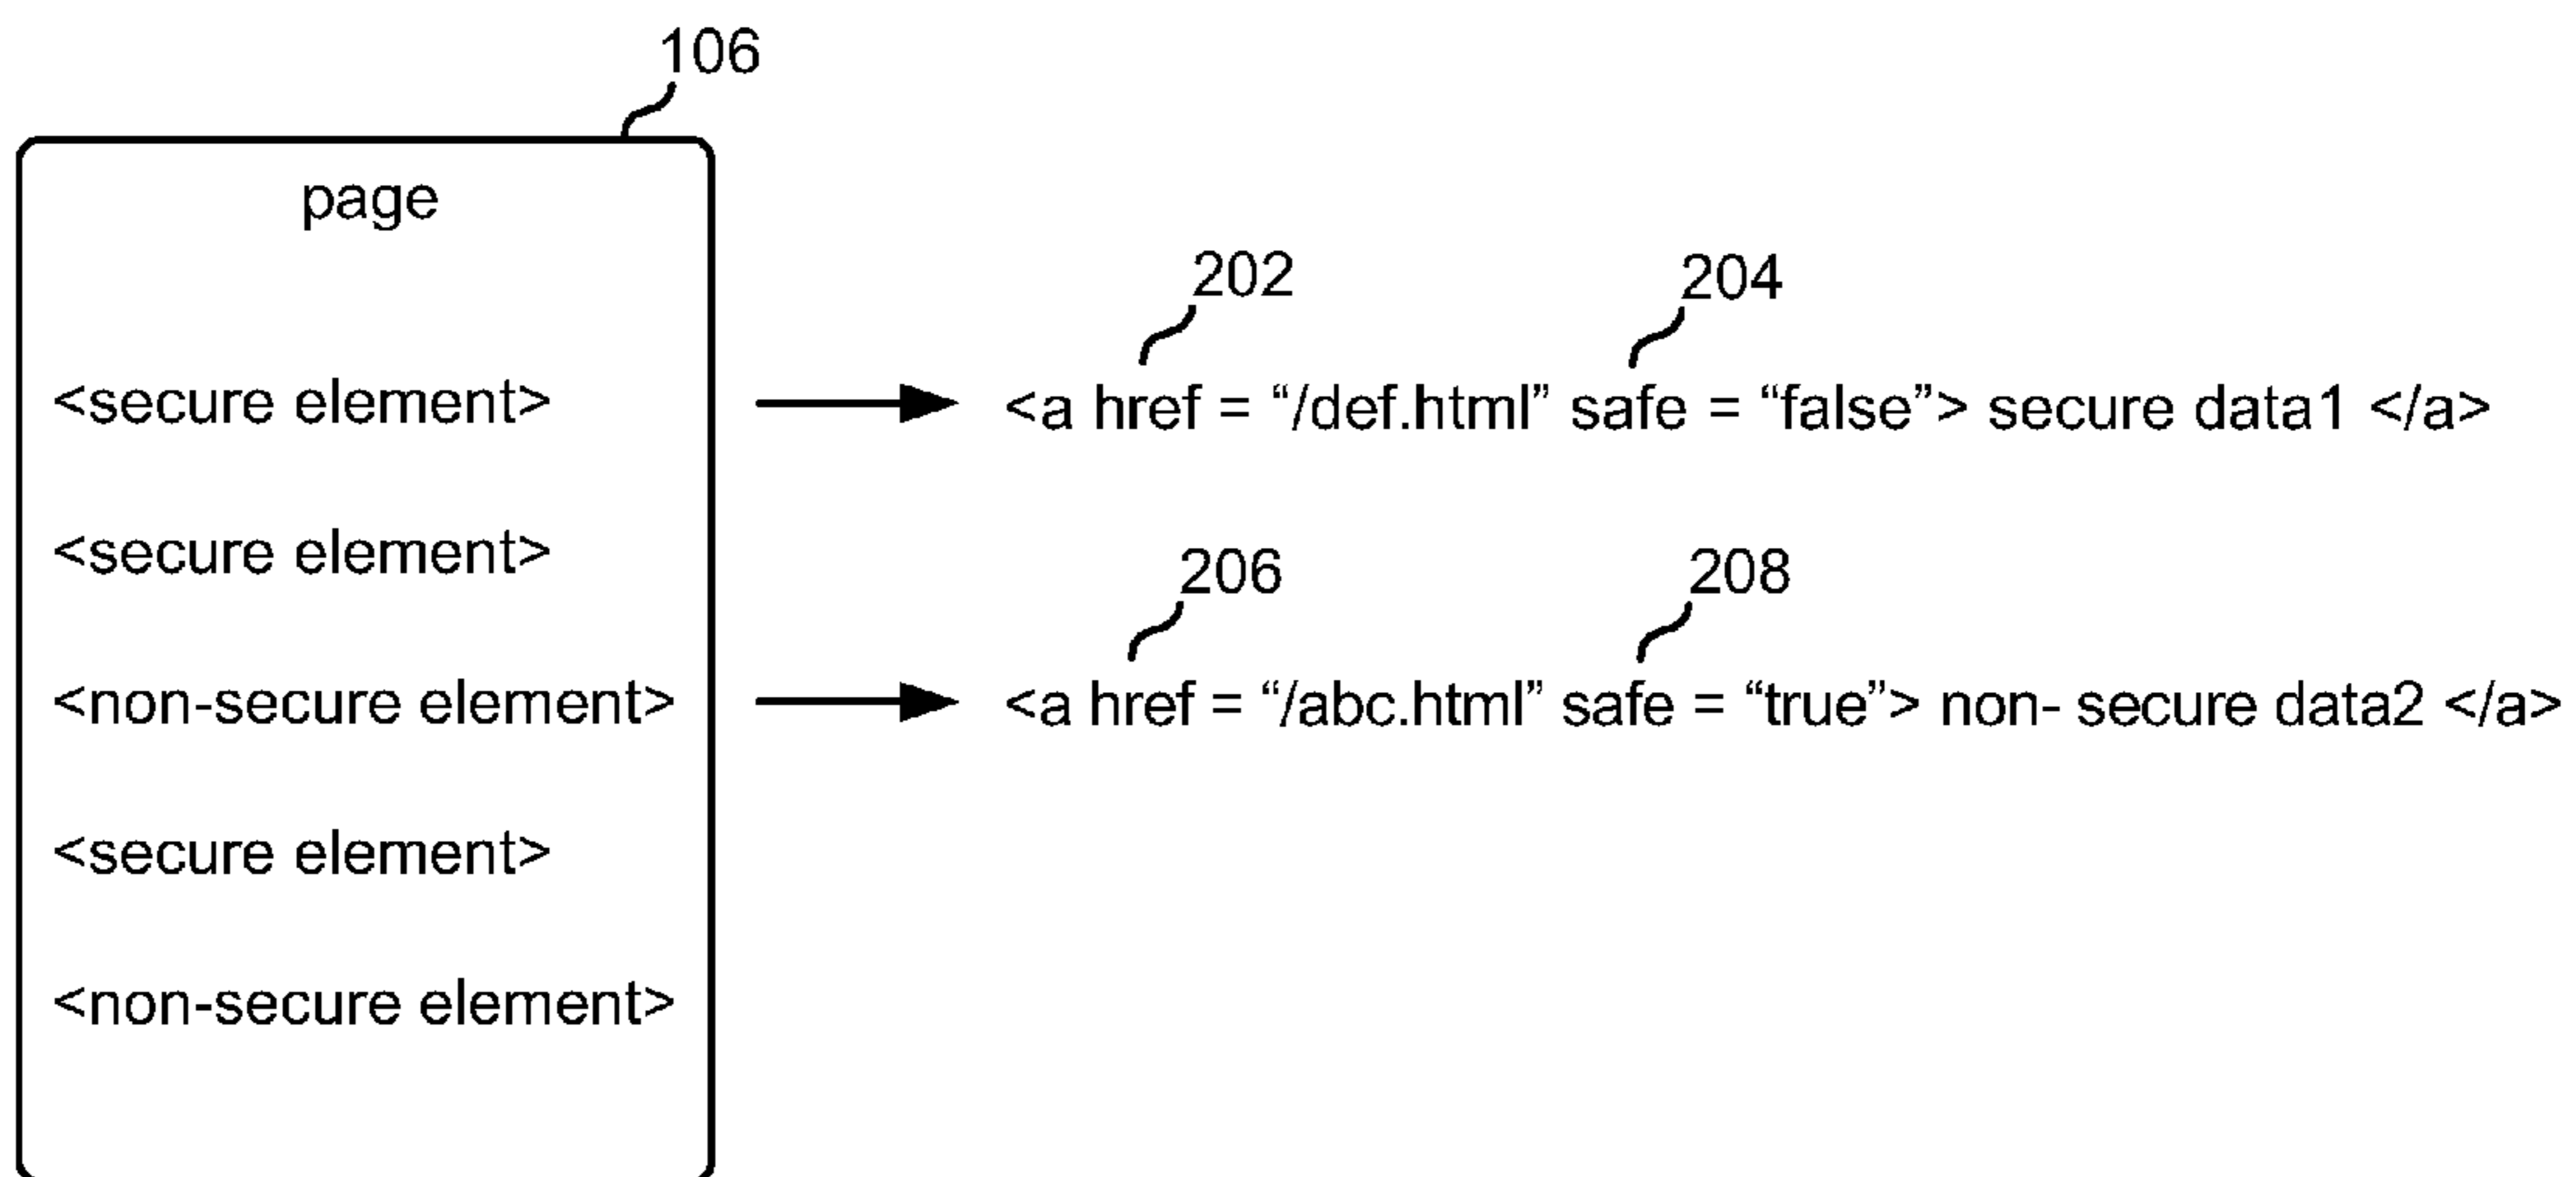 106
page
202
204
<secure element>
<a href = “/def.html” safe = “false”> secure data1 </a>
<secure element>
206
208
<non-secure element>
<a href = “/abc.html” safe = “true”> non- secure data2 </a>
<secure element>
<non-secure element>